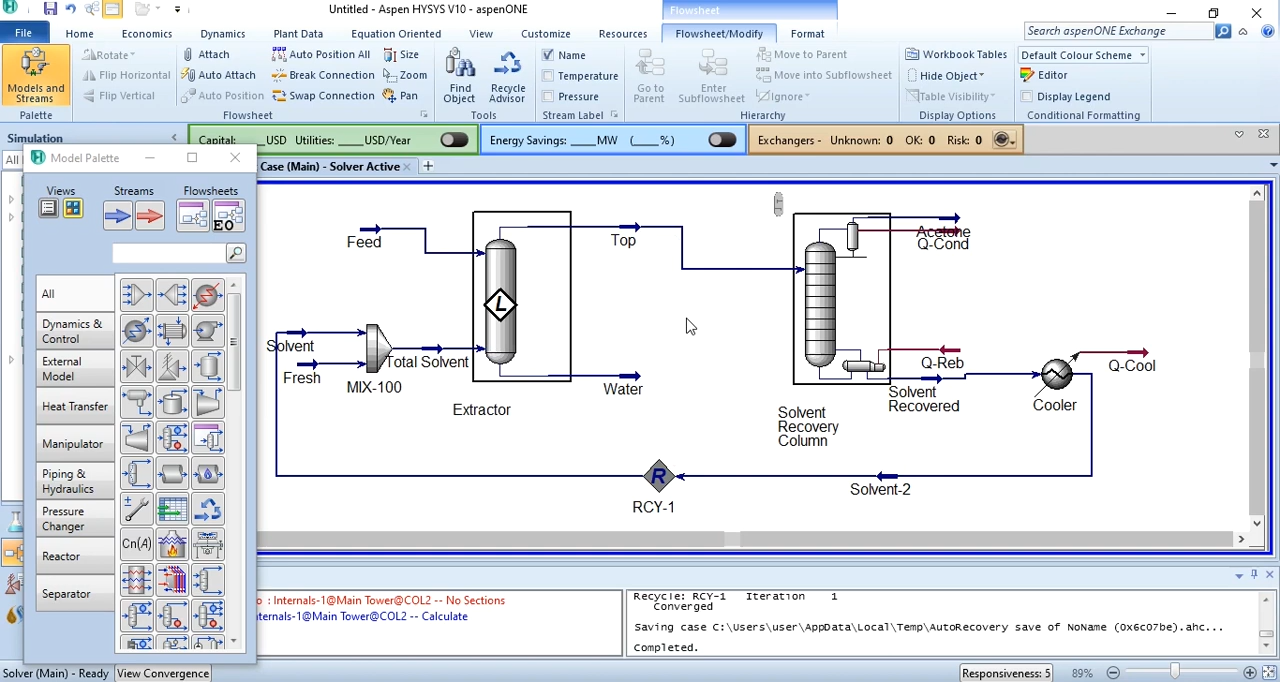 Untitled - Aspen HYSYS V10 - aspenONE
Flowsheet
File Home Economics Dynamics Plant Data Equation Oriented View Customize Resources Flowsheet/Modify Format
Search aspenONE Exchange
Models and Streams
Palette
Rotate
Flip Horizontal
Flip Vertical
Attach
Auto Attach
Auto Position
Auto Position All
Break Connection
Swap Connection
Size
Zoom
Pan
Flowsheet
Find Object
Recycle Advisor
Tools
Name
Temperature
Pressure
Stream Label
Go to Parent
Enter Subflowsheet
Move to Parent
Move into Subflowsheet
Ignore
Hierarchy
Workbook Tables
Hide Object
Table Visibility
Display Options
Default Colour Scheme
Editor
Display Legend
Conditional Formatting
Simulation
Capital: ____USD Utilities: ____USD/Year
Energy Savings: ____MW (____%)
Exchangers - Unknown: 0 OK: 0 Risk: 0
All
Case (Main) - Solver Active
Model Palette
Views
Streams
Flowsheets
EO
All
Dynamics & Control
External Model
Heat Transfer
Manipulator
Piping & Hydraulics
Pressure Changer
Reactor
Separator
Cn(A)
Feed
Top
L
Solvent
Fresh
Total Solvent
MIX-100
Water
Extractor
Acetone
Q-Cond
Q-Reb
Solvent
Recovered
Solvent
Recovery
Column
Q-Cool
Cooler
R
RCY-1
Solvent-2
o : Internals-1@Main Tower@COL2 -- No Sections
nternals-1@Main Tower@COL2 -- Calculate
Recycle: RCY-1 Iteration 1
Converged
Saving case C:\Users\user\AppData\Local\Temp\AutoRecovery save of NoName (0x6c07be).ahc...
Completed.
Solver (Main) - Ready
View Convergence
Responsiveness: 5
89%